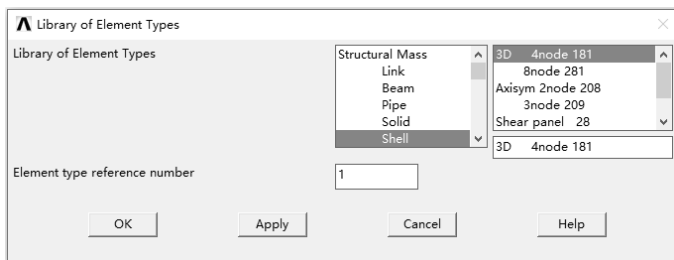 Library of Element Types
Library of Element Types
Structural Mass
Link
Beam
Pipe
Solid
Shell
3D 4node 181
8node 281
Axisym 2node 208
3node 209
Shear panel 28
3D 4node 181
Element type reference number
1
OK
Apply
Cancel
Help